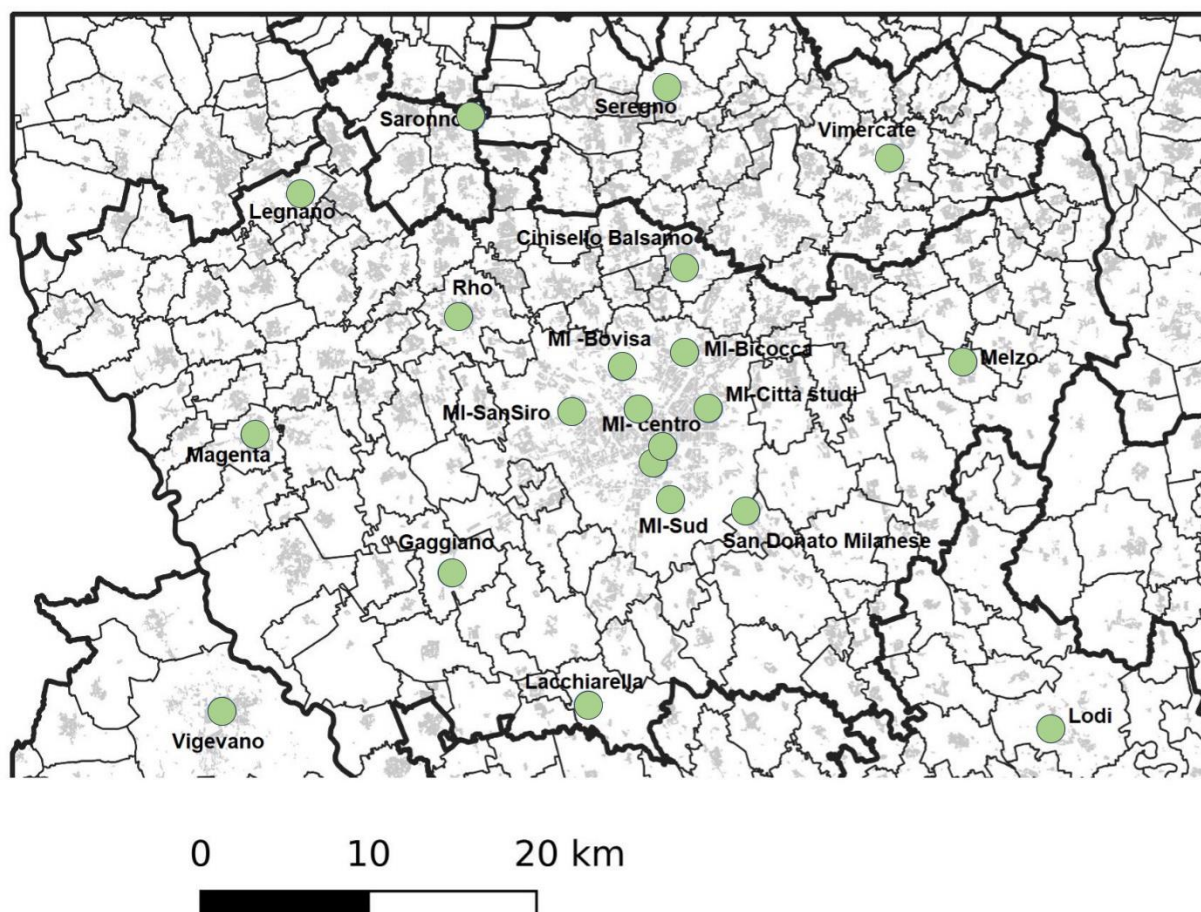 Seregno
Saronno
Vimercate
Legnano
Cinisello Balsamo
Rho
MI -Bovisa
MI-Bicocca
Melzo
MI-Città studi
MI-SanSiro
MI- centro
Magenta
MI-Sud
San Donato Milanese
Gaggiano
Lacchiarella
Lodi
Vigevano
0 10 20 km